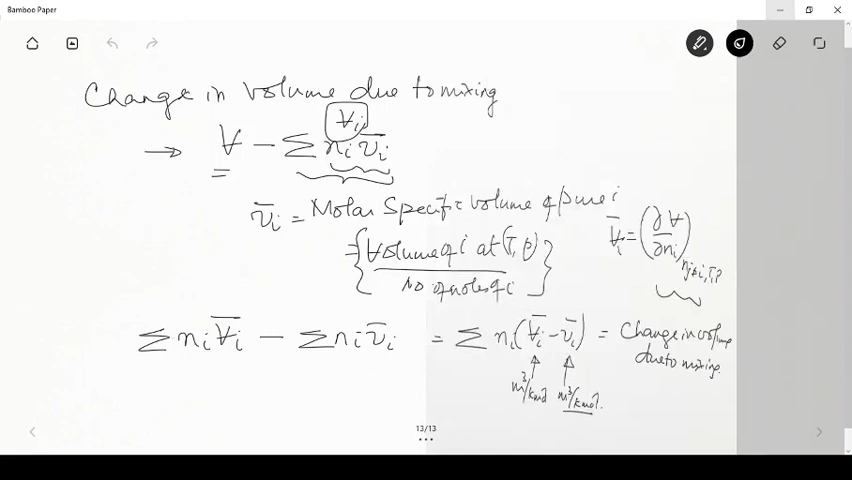 Bamboo Paper
Change in volume due to mixing
V̶i
→ V̶ − Σ nᵢ v̄ᵢ
v̄ᵢ = Molar Specific volume of pure i
= {Volume of i at (T, p) / No of moles of i}
V̶̄ᵢ = (∂V̶/∂nᵢ) nj≠i, T, P
Σ nᵢ V̶̄ᵢ − Σ nᵢ v̄ᵢ = Σ nᵢ (V̶̄ᵢ − v̄ᵢ) = Change in volume
due to mixing.
m³/kmol m³/kmol.
13/13